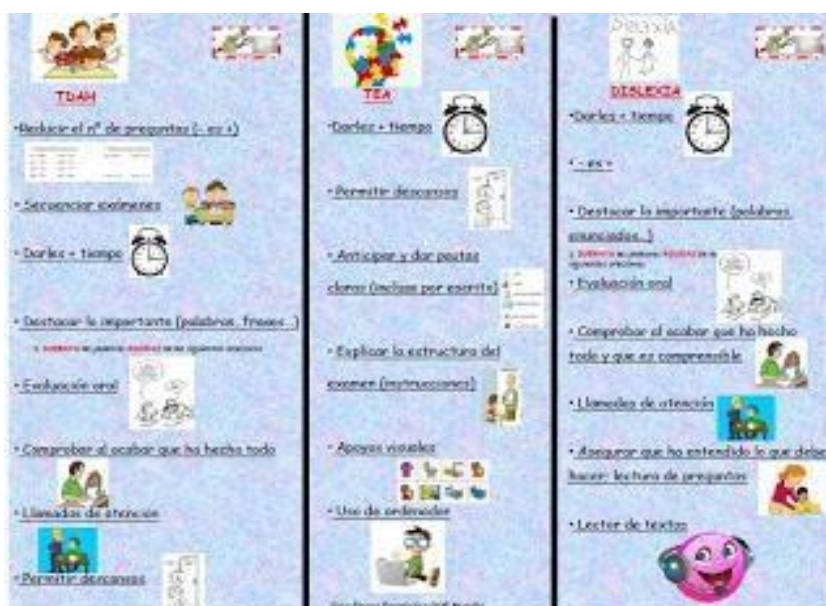 TDAH
•Reducir el nº de preguntas (- es +)
• Secuenciar exámenes
• Darles + tiempo
• Destacar lo importante (palabras, frases...)
• Evaluación oral
• Comprobar al acabar que ha hecho todo
• Llamadas de atención
• Permitir descansos
TEA
•Darles + tiempo
• Permitir descansos
• Anticipar y dar pautas
claras (incluso por escrito)
• Explicar la estructura del
examen (instrucciones)
• Apoyos visuales
• Uso de ordenador
DISLEXIA
DISLEXIA
•Darles + tiempo
• - es +
• Destacar lo importante (palabras,
enunciados...)
• Evaluación oral
• Comprobar al acabar que ha hecho
todo y que es comprensible
• Llamadas de atención
• Asegurar que ha entendido lo que debe
hacer: lectura de preguntas
• Lector de textos